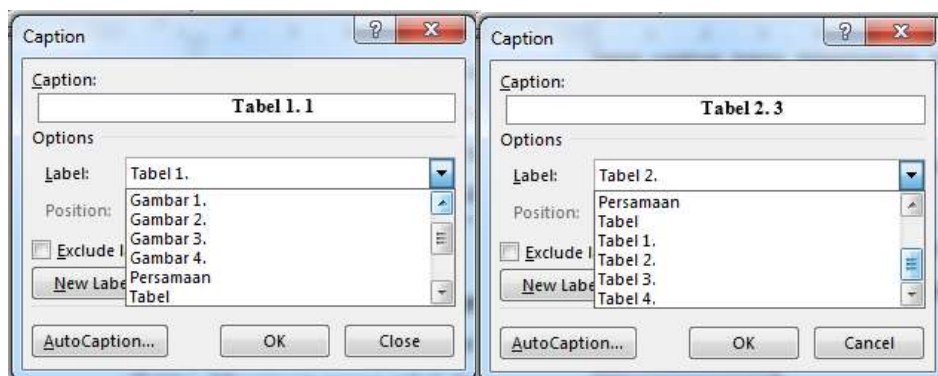 Caption
Caption:
Tabel 1. 1
Options
Label: Tabel 1.
Gambar 1.
Gambar 2.
Gambar 3.
Gambar 4.
Persamaan
Tabel
Position:
Exclude l
New Labe
AutoCaption... OK Close
Caption
Caption:
Tabel 2. 3
Options
Label: Tabel 2.
Persamaan
Tabel
Tabel 1.
Tabel 2.
Tabel 3.
Tabel 4.
Position:
Exclude l
New Labe
AutoCaption... OK Cancel